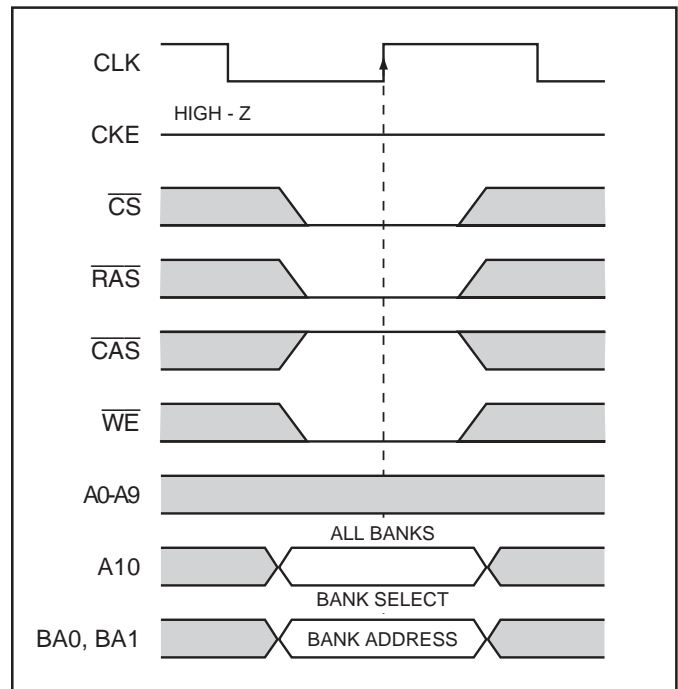 CLK
HIGH - Z
CKE
CS
RAS
CAS
WE
A0-A9
ALL BANKS
A10
BANK SELECT
BA0, BA1
BANK ADDRESS